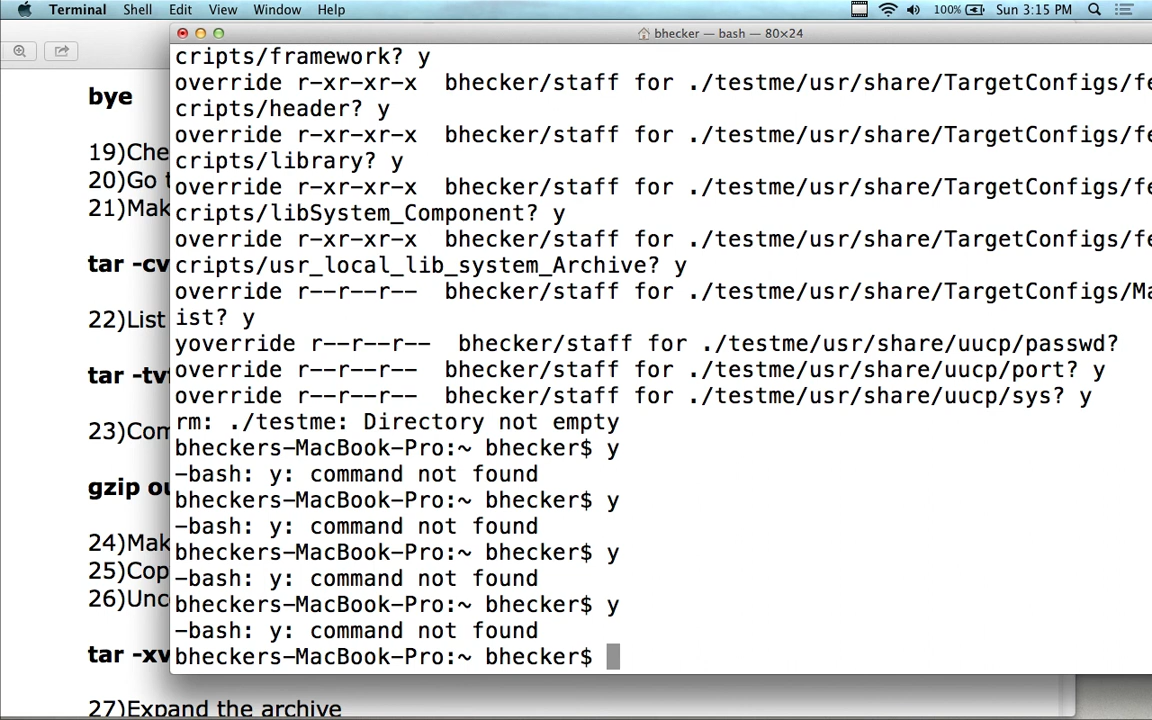 Terminal Shell Edit View Window Help 100% Sun 3:15 PM
bhecker — bash — 80×24
bye
19)Che
20)Go t
21)Mak
tar -cv
22)List
tar -tv
23)Com
gzip ou
24)Mak
25)Cop
26)Unc
tar -xv
27)Expand the archive
cripts/framework? y
override r-xr-xr-x  bhecker/staff for ./testme/usr/share/TargetConfigs/fe
cripts/header? y
override r-xr-xr-x  bhecker/staff for ./testme/usr/share/TargetConfigs/fe
cripts/library? y
override r-xr-xr-x  bhecker/staff for ./testme/usr/share/TargetConfigs/fe
cripts/libSystem_Component? y
override r-xr-xr-x  bhecker/staff for ./testme/usr/share/TargetConfigs/fe
cripts/usr_local_lib_system_Archive? y
override r--r--r--  bhecker/staff for ./testme/usr/share/TargetConfigs/Ma
ist? y
yoverride r--r--r--  bhecker/staff for ./testme/usr/share/uucp/passwd?
override r--r--r--  bhecker/staff for ./testme/usr/share/uucp/port? y
override r--r--r--  bhecker/staff for ./testme/usr/share/uucp/sys? y
rm: ./testme: Directory not empty
bheckers-MacBook-Pro:~ bhecker$ y
-bash: y: command not found
bheckers-MacBook-Pro:~ bhecker$ y
-bash: y: command not found
bheckers-MacBook-Pro:~ bhecker$ y
-bash: y: command not found
bheckers-MacBook-Pro:~ bhecker$ y
-bash: y: command not found
bheckers-MacBook-Pro:~ bhecker$